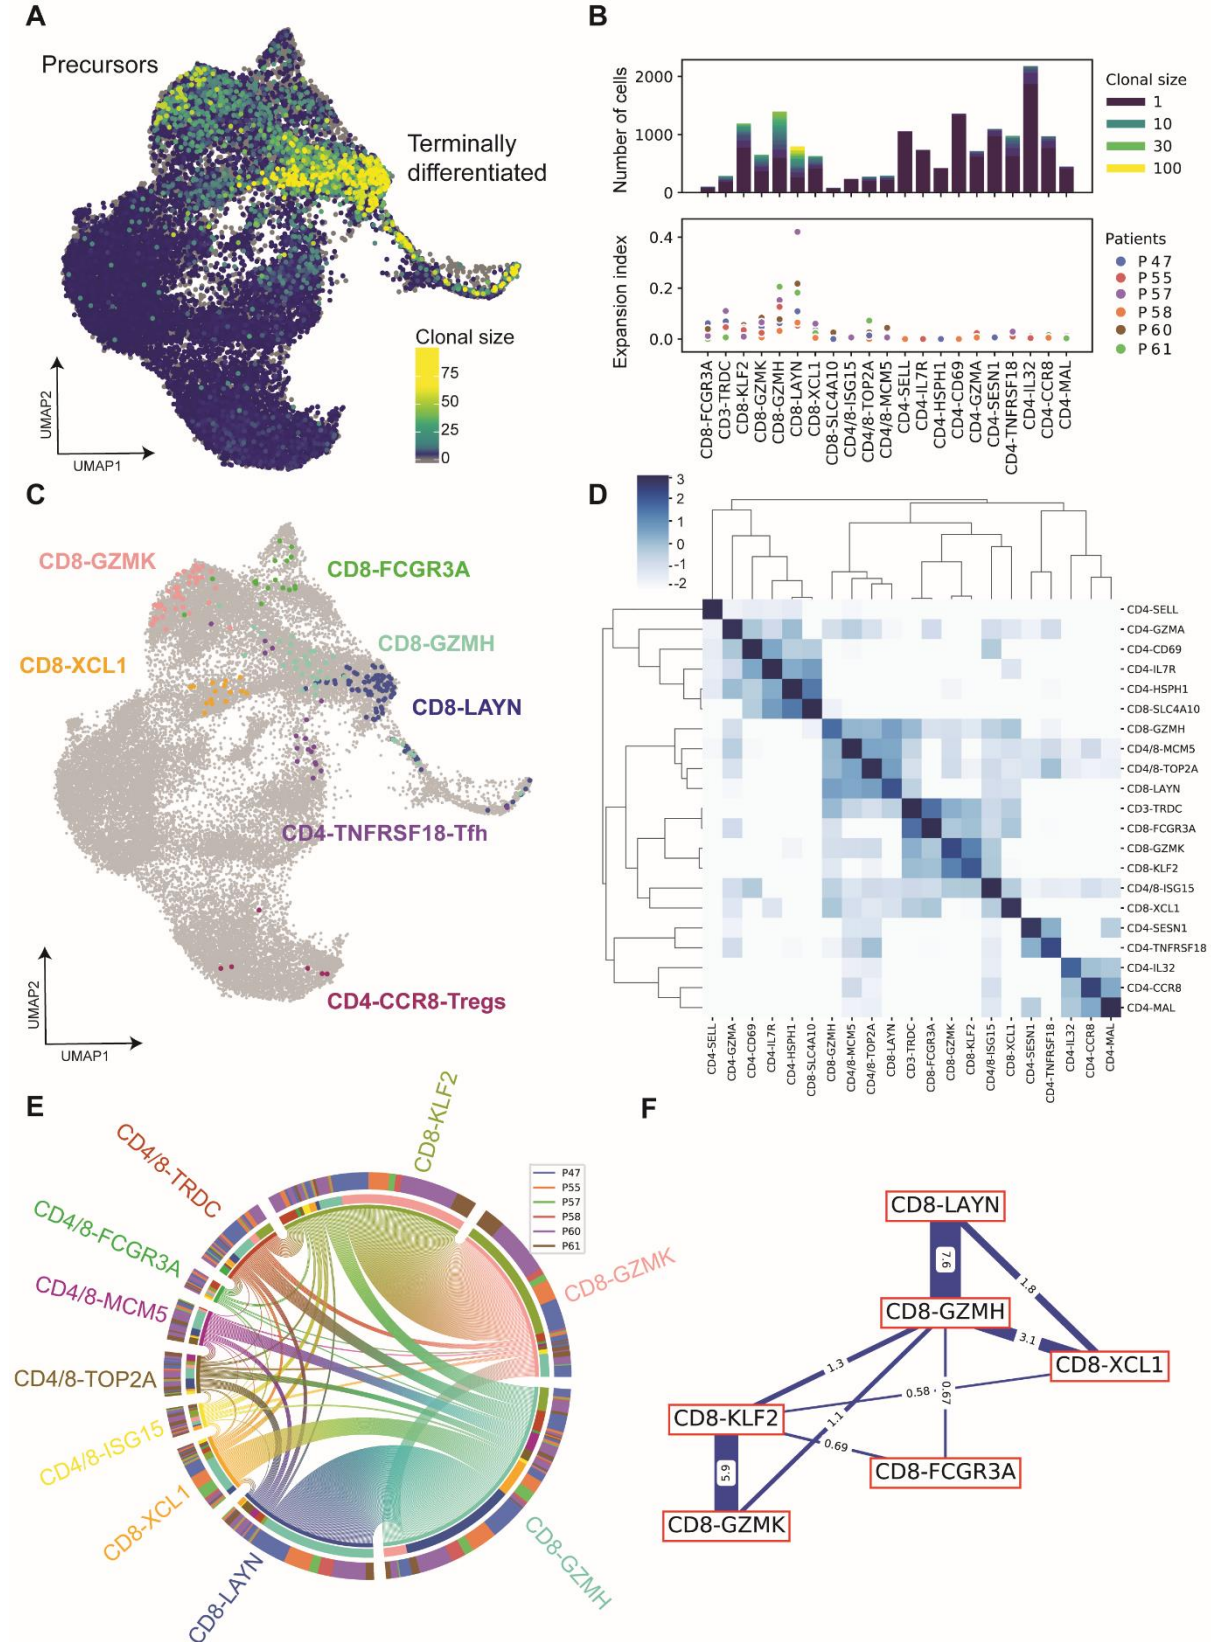 A
Precursors
Terminally
differentiated
Clonal size
75
50
25
0
UMAP2
UMAP1
B
Number of cells
2000
1000
0
Clonal size
1
10
30
100
Expansion index
0.4
0.2
0.0
Patients
P 47
P 55
P 57
P 58
P 60
P 61
CD8-FCGR3A
CD3-TRDC
CD8-KLF2
CD8-GZMK
CD8-GZMH
CD8-LAYN
CD8-XCL1
CD8-SLC4A10
CD4/8-ISG15
CD4/8-TOP2A
CD4/8-MCM5
CD4-SELL
CD4-IL7R
CD4-HSPH1
CD4-CD69
CD4-GZMA
CD4-SESN1
CD4-TNFRSF18
CD4-IL32
CD4-CCR8
CD4-MAL
C
CD8-GZMK
CD8-FCGR3A
CD8-GZMH
CD8-XCL1
CD8-LAYN
CD4-TNFRSF18-Tfh
CD4-CCR8-Tregs
UMAP2
UMAP1
D
3
2
1
0
-1
-2
CD4-SELL
CD4-GZMA
CD4-CD69
CD4-IL7R
CD4-HSPH1
CD8-SLC4A10
CD8-GZMH
CD4/8-MCM5
CD4/8-TOP2A
CD8-LAYN
CD3-TRDC
CD8-FCGR3A
CD8-GZMK
CD8-KLF2
CD4/8-ISG15
CD8-XCL1
CD4-SESN1
CD4-TNFRSF18
CD4-IL32
CD4-CCR8
CD4-MAL
CD4-SELL
CD4-GZMA
CD4-CD69
CD4-IL7R
CD4-HSPH1
CD8-SLC4A10
CD8-GZMH
CD4/8-MCM5
CD4/8-TOP2A
CD8-LAYN
CD3-TRDC
CD8-FCGR3A
CD8-GZMK
CD8-KLF2
CD4/8-ISG15
CD8-XCL1
CD4-SESN1
CD4-TNFRSF18
CD4-IL32
CD4-CCR8
CD4-MAL
E
CD8-KLF2
CD4/8-TRDC
CD4/8-FCGR3A
CD4/8-MCM5
CD4/8-TOP2A
CD4/8-ISG15
CD8-XCL1
CD8-LAYN
CD8-GZMH
CD8-GZMK
P47
P55
P57
P58
P60
P61
F
CD8-LAYN
7.6
1.8
CD8-GZMH
3.1
CD8-XCL1
1.3
0.58
0.67
CD8-KLF2
1.1
0.69
5.9
CD8-FCGR3A
CD8-GZMK